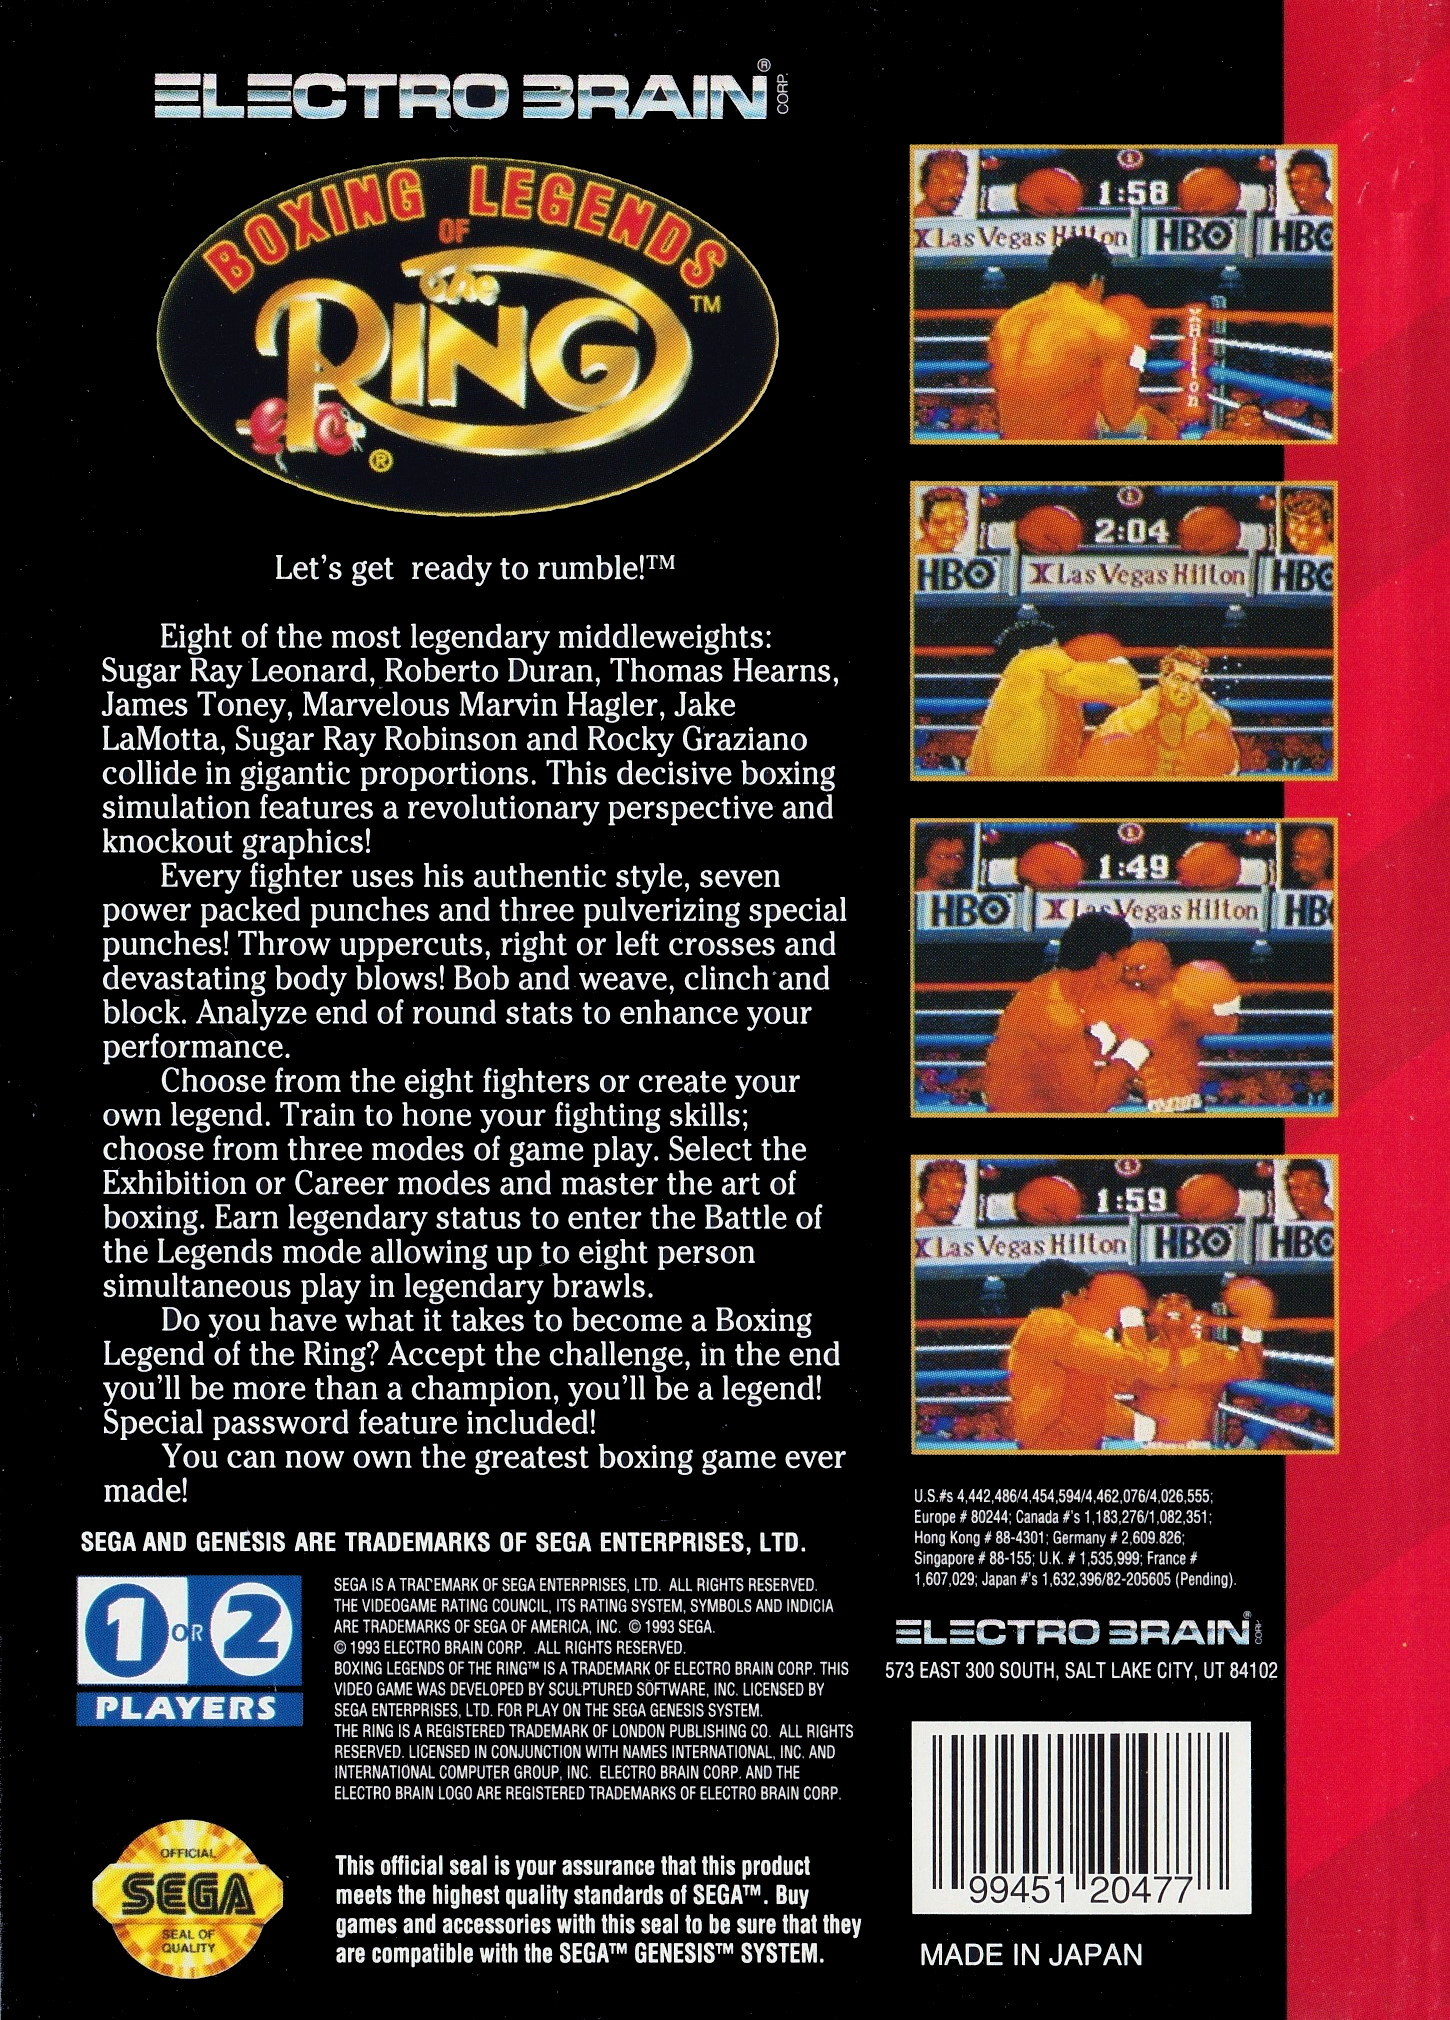 ELECTRO BRAIN® CORP.
BOXING LEGENDS
OF
The
RING™
®
Let's get ready to rumble!™
Eight of the most legendary middleweights:
Sugar Ray Leonard, Roberto Duran, Thomas Hearns,
James Toney, Marvelous Marvin Hagler, Jake
LaMotta, Sugar Ray Robinson and Rocky Graziano
collide in gigantic proportions. This decisive boxing
simulation features a revolutionary perspective and
knockout graphics!
Every fighter uses his authentic style, seven
power packed punches and three pulverizing special
punches! Throw uppercuts, right or left crosses and
devastating body blows! Bob and weave, clinch and
block. Analyze end of round stats to enhance your
performance.
Choose from the eight fighters or create your
own legend. Train to hone your fighting skills;
choose from three modes of game play. Select the
Exhibition or Career modes and master the art of
boxing. Earn legendary status to enter the Battle of
the Legends mode allowing up to eight person
simultaneous play in legendary brawls.
Do you have what it takes to become a Boxing
Legend of the Ring? Accept the challenge, in the end
you'll be more than a champion, you'll be a legend!
Special password feature included!
You can now own the greatest boxing game ever
made!
SEGA AND GENESIS ARE TRADEMARKS OF SEGA ENTERPRISES, LTD.
1 OR 2
PLAYERS
SEGA IS A TRADEMARK OF SEGA ENTERPRISES, LTD. ALL RIGHTS RESERVED.
THE VIDEOGAME RATING COUNCIL, ITS RATING SYSTEM, SYMBOLS AND INDICIA
ARE TRADEMARKS OF SEGA OF AMERICA, INC. © 1993 SEGA.
© 1993 ELECTRO BRAIN CORP. .ALL RIGHTS RESERVED.
BOXING LEGENDS OF THE RING™ IS A TRADEMARK OF ELECTRO BRAIN CORP. THIS
VIDEO GAME WAS DEVELOPED BY SCULPTURED SOFTWARE, INC. LICENSED BY
SEGA ENTERPRISES, LTD. FOR PLAY ON THE SEGA GENESIS SYSTEM.
THE RING IS A REGISTERED TRADEMARK OF LONDON PUBLISHING CO. ALL RIGHTS
RESERVED. LICENSED IN CONJUNCTION WITH NAMES INTERNATIONAL, INC. AND
INTERNATIONAL COMPUTER GROUP, INC. ELECTRO BRAIN CORP. AND THE
ELECTRO BRAIN LOGO ARE REGISTERED TRADEMARKS OF ELECTRO BRAIN CORP.
OFFICIAL
SEGA
SEAL OF
QUALITY
This official seal is your assurance that this product
meets the highest quality standards of SEGA™. Buy
games and accessories with this seal to be sure that they
are compatible with the SEGA™ GENESIS™ SYSTEM.
1
1:58
X Las Vegas Hilton HBO HBO
HILTON
1
2:04
HBO X Las Vegas Hilton HBO
1
1:49
HBO X Las Vegas Hilton HBO
1
1:59
X Las Vegas Hilton HBO HBO
U.S.#s 4,442,486/4,454,594/4,462,076/4,026,555;
Europe # 80244; Canada #'s 1,183,276/1,082,351;
Hong Kong # 88-4301; Germany # 2,609.826;
Singapore # 88-155; U.K. # 1,535,999; France #
1,607,029; Japan #'s 1,632,396/82-205605 (Pending).
ELECTRO BRAIN® CORP.
573 EAST 300 SOUTH, SALT LAKE CITY, UT 84102
99451 20477
MADE IN JAPAN